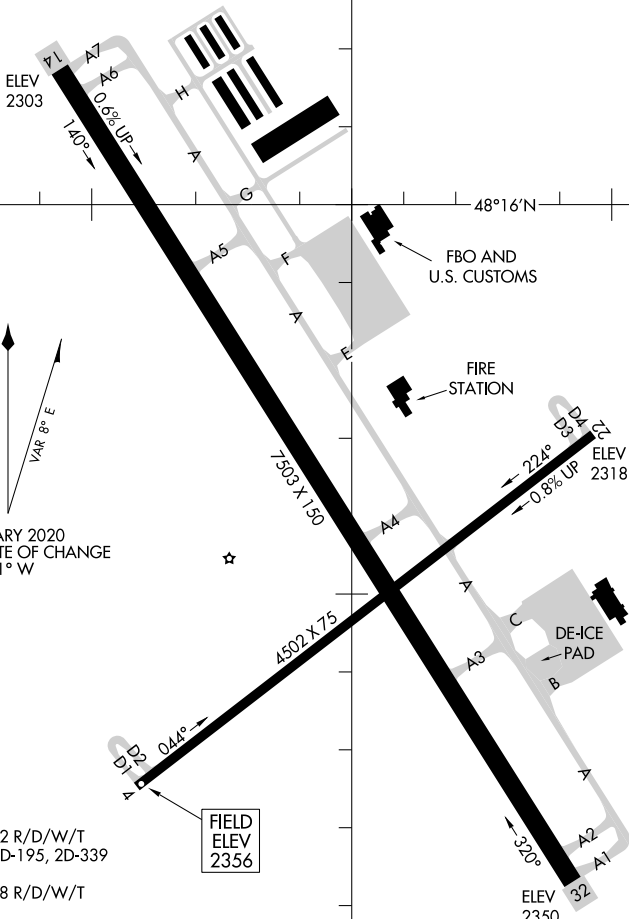 14
A7
A6
ELEV
2303
0.6% UP
140°
H
A
G
48°16'N
A5
F
FBO AND
U.S. CUSTOMS
A
E
FIRE
STATION
VAR 8° E
D4
D3
22
ELEV
2318
224°
0.8% UP
7503 X 150
ARY 2020
TE OF CHANGE
1° W
A4
A
C
DE-ICE
PAD
4502 X 75
A3
B
044°
D2
D1
4
A
FIELD
ELEV
2356
2 R/D/W/T
D-195, 2D-339
8 R/D/W/T
320°
A2
A1
32
ELEV
2350